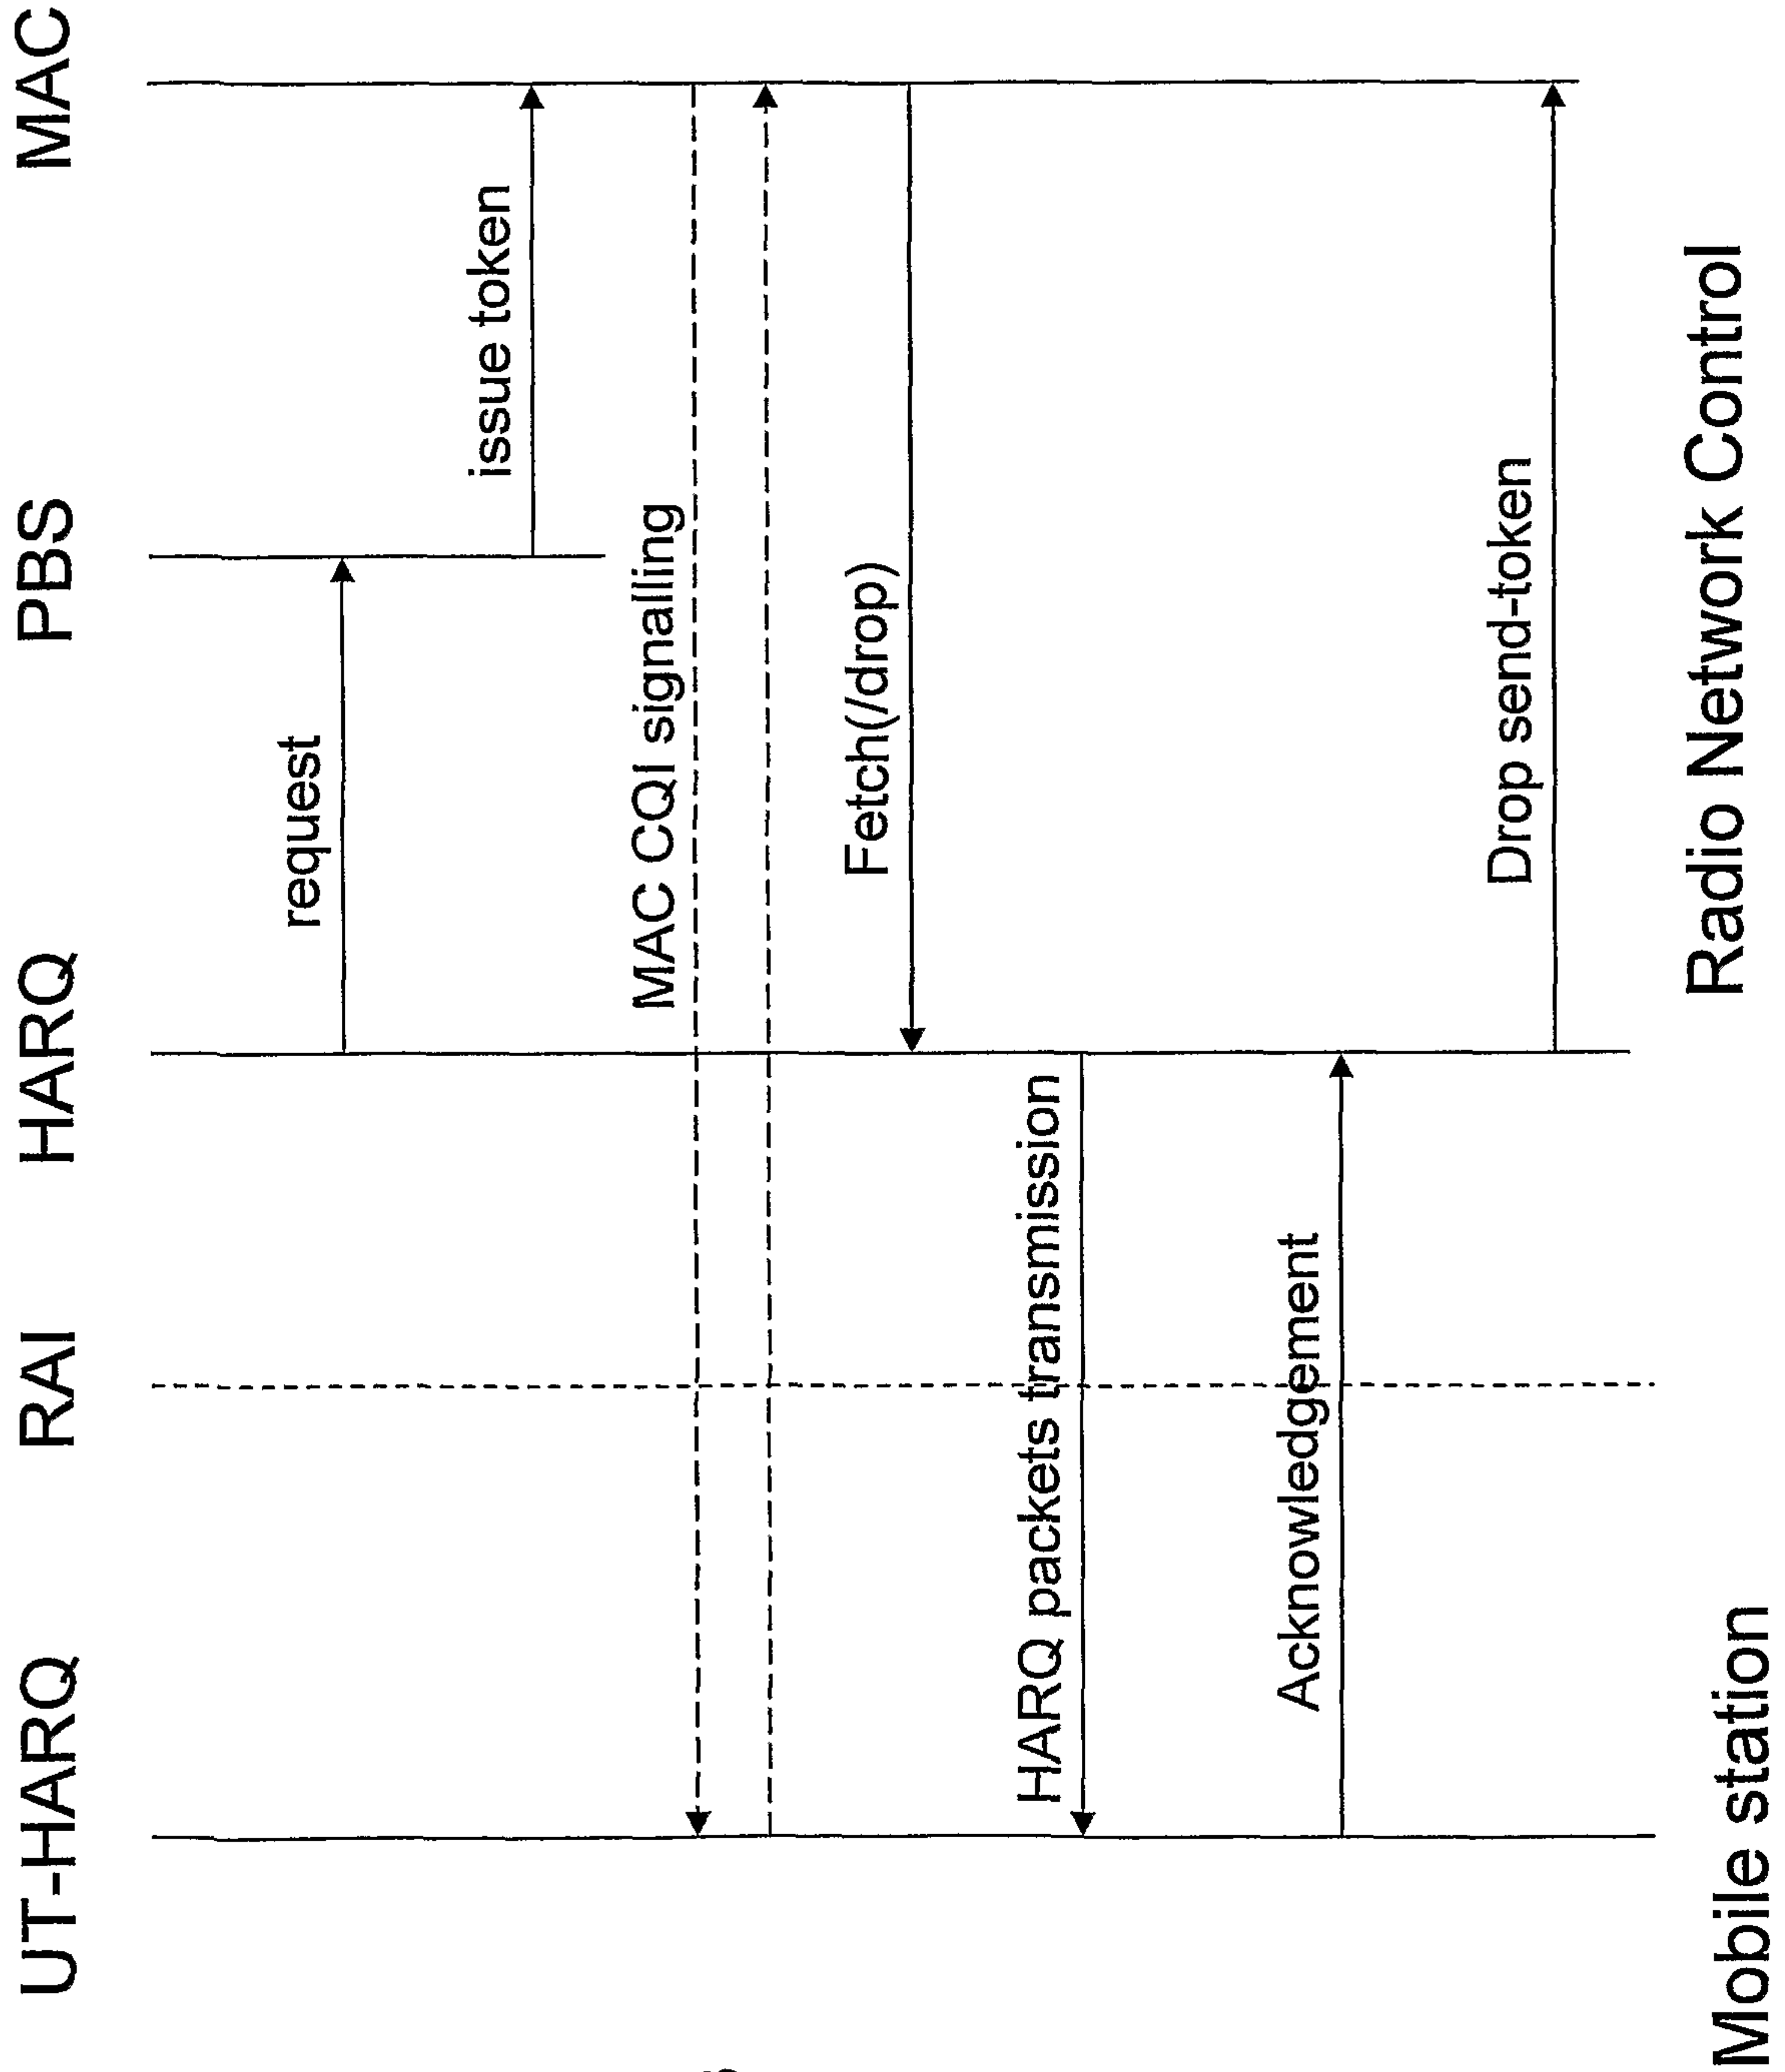 UT-HARQ RAI HARQ PBS MAC
request
issue token
MAC CQI signalling
Fetch(/drop)
HARQ packets transmission
Acknowledgement
Drop send-token
Mobile station Radio Network Control